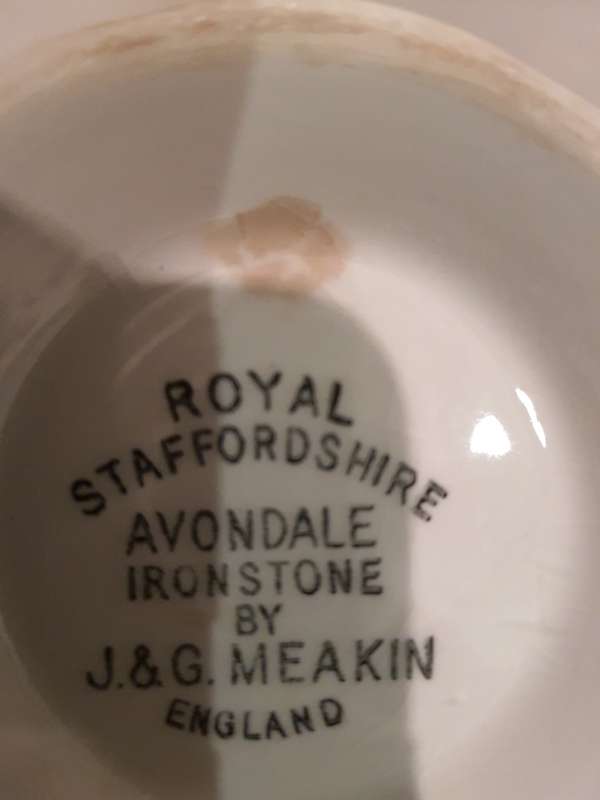 ROYAL
STAFFORDSHIRE
AVONDALE
IRONSTONE
BY
J.&G. MEAKIN
ENGLAND